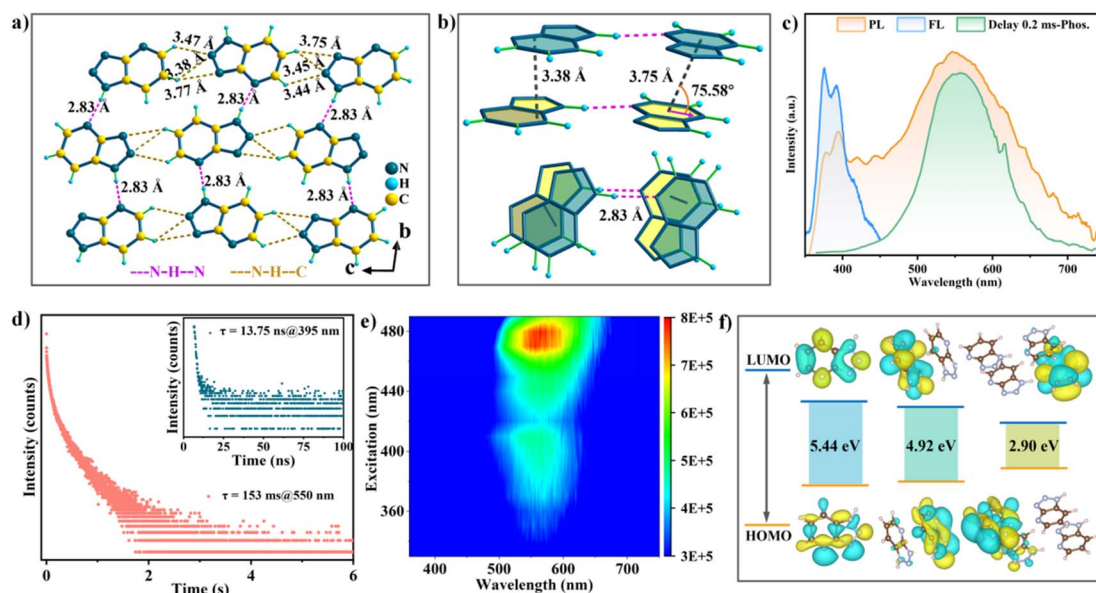 a)
3.47 Å
3.75 Å
3.38 Å
3.45 Å
3.77 Å
3.44 Å
2.83 Å
2.83 Å
2.83 Å
2.83 Å
2.83 Å
2.83 Å
N
H
C
b
c
----N-H--N
----N-H--C
b)
3.38 Å
3.75 Å
75.58°
2.83 Å
c)
PL
FL
Delay 0.2 ms-Phos.
Intensity (a.u.)
400 500 600 700
Wavelength (nm)
d)
Intensity (counts)
τ = 13.75 ns@395 nm
Intensity (counts)
0 25 50 75 100
Time (ns)
τ = 153 ms@550 nm
0 2 4 6
Time (s)
e)
Excitation (nm)
480
440
400
360
400 500 600 700
Wavelength (nm)
8E+5
7E+5
6E+5
5E+5
4E+5
3E+5
f)
LUMO
5.44 eV
4.92 eV
2.90 eV
HOMO